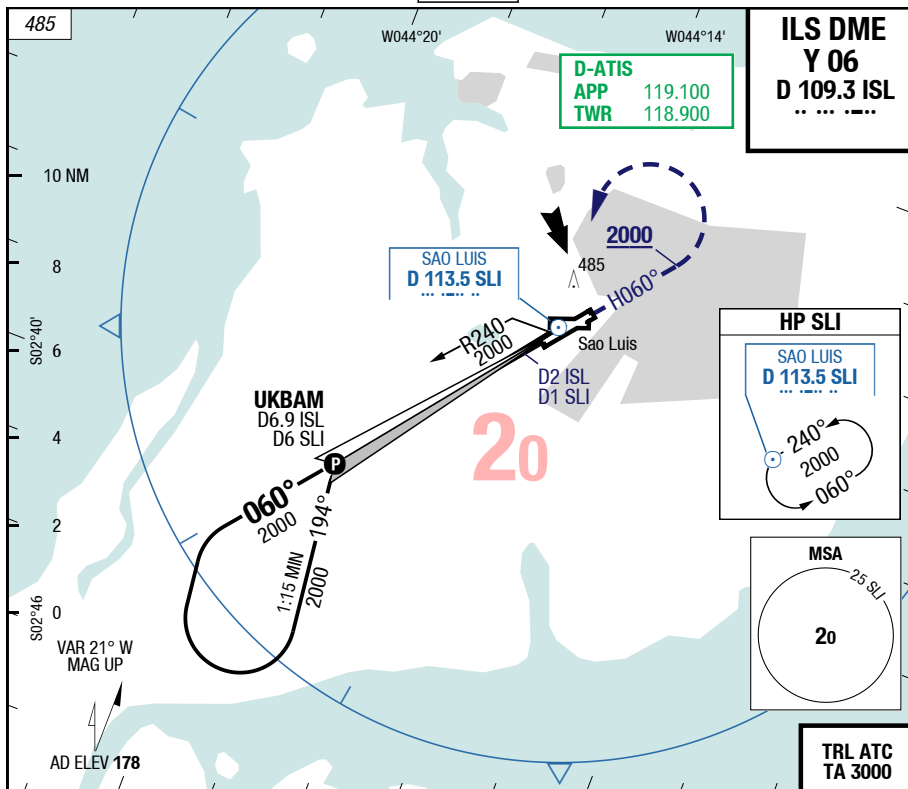 485
W044°20'
W044°14'
ILS DME
Y 06
D 109.3 ISL
D-ATIS
APP 119.100
TWR 118.900
10 NM
8
6
4
2
0
S02°40'
S02°46
2000
H060°
485
SAO LUIS
D 113.5 SLI
R240
2000
Sao Luis
D2 ISL
D1 SLI
UKBAM
D6.9 ISL
D6 SLI
P
20
060°
2000
194°
1:15 MIN
2000
HP SLI
SAO LUIS
D 113.5 SLI
240°
2000
060°
MSA
25 SLI
20
VAR 21° W
MAG UP
AD ELEV 178
TRL ATC
TA 3000